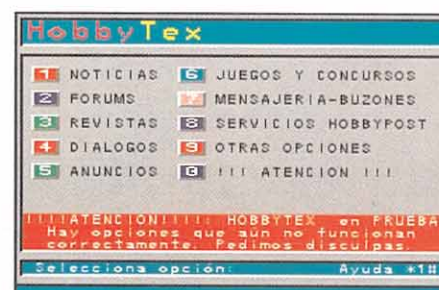 HobbyTex
1 NOTICIAS 6 JUEGOS Y CONCURSOS
2 FORUMS 7 MENSAJERIA-BUZONES
3 REVISTAS 8 SERVICIOS HOBBYPOST
4 DIALOGOS 9 OTRAS OPCIONES
5 ANUNCIOS 0 !!! ATENCION !!!
!!!!ATENCION!!!!: HOBBYTEX en PRUEBA
Hay opciones que aún no funcionan
correctamente. Pedimos disculpas.
Selecciona opción: Ayuda *1#